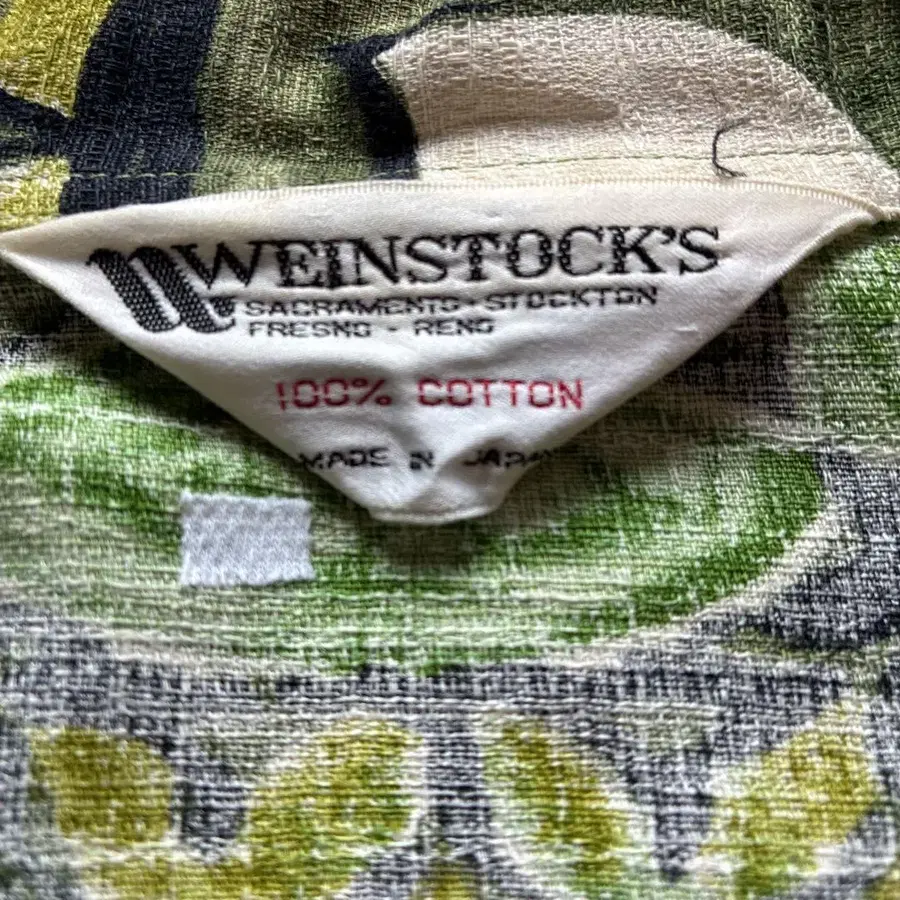 WEINSTOCK'S
SACRAMENTO · STOCKTON
FRESNO - RENO
100% COTTON
MADE IN JAPAN